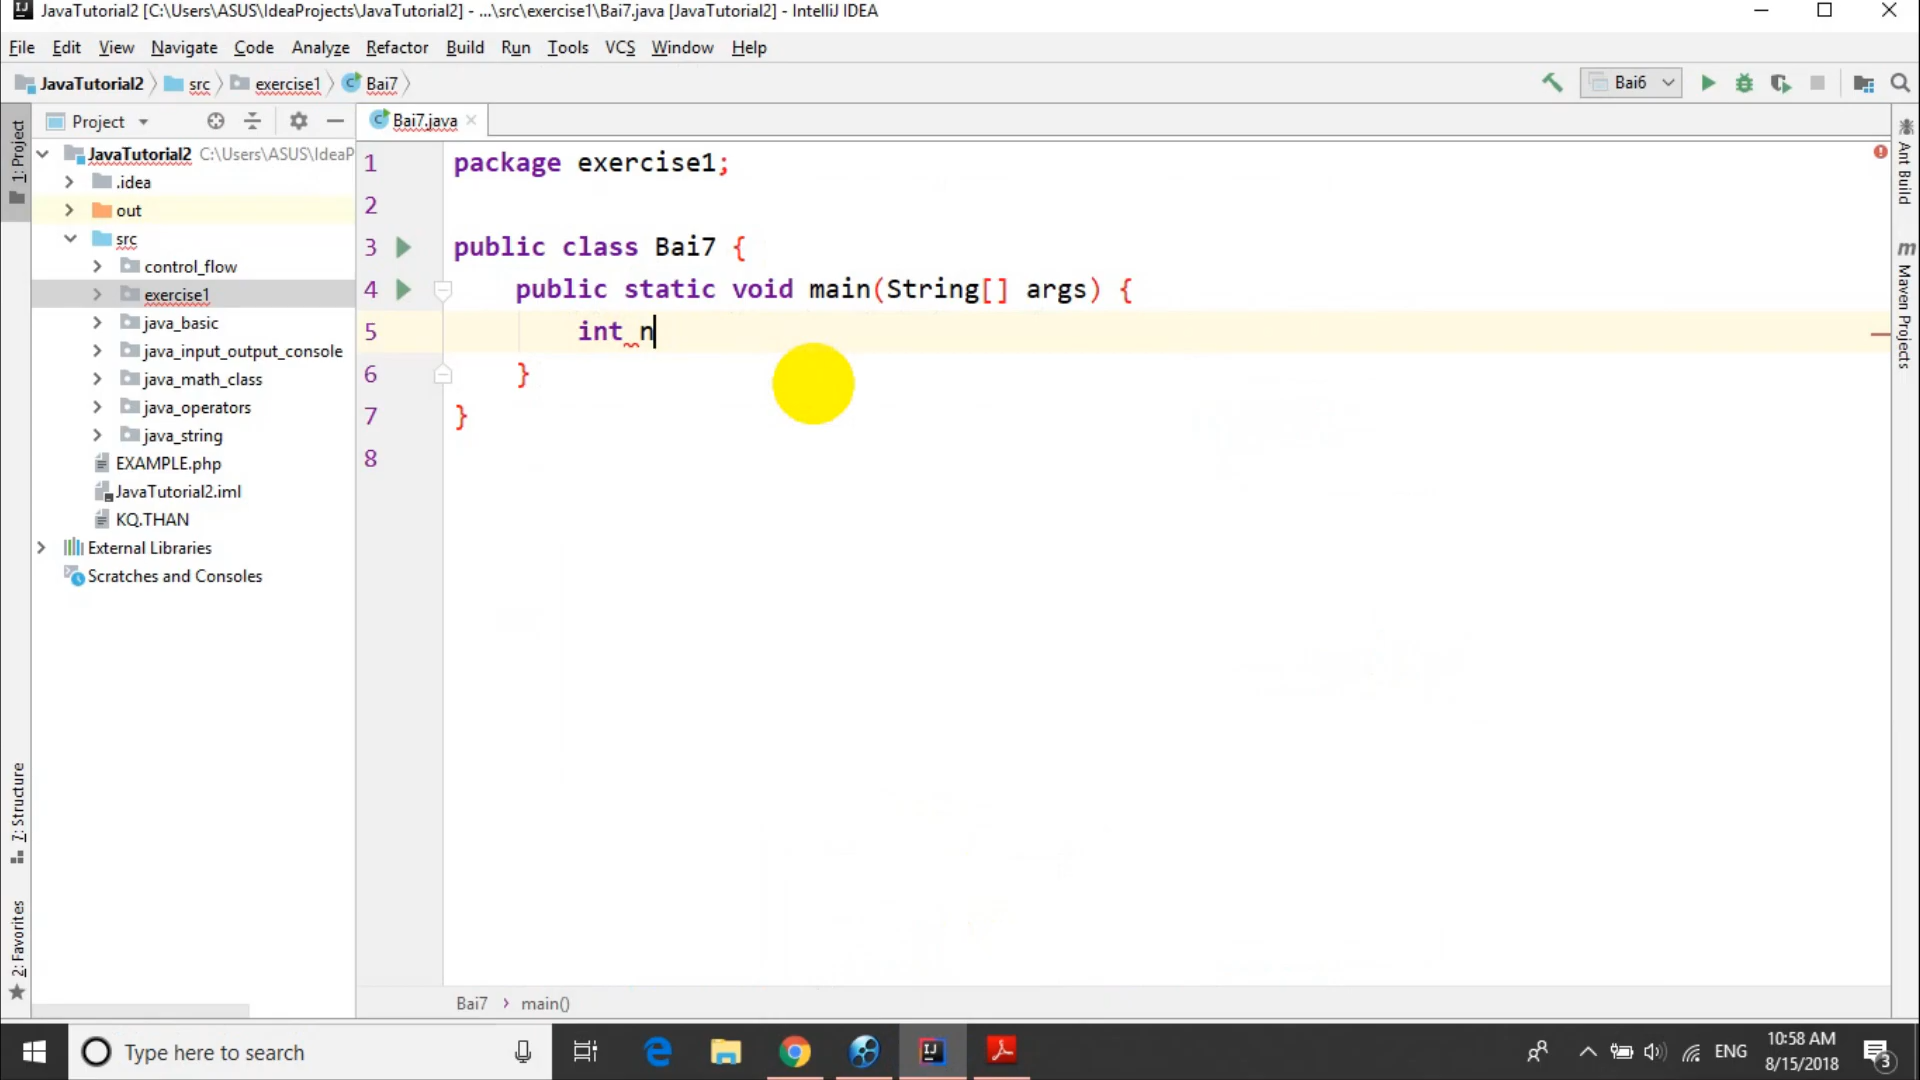 JavaTutorial2 [C:\Users\ASUS\IdeaProjects\JavaTutorial2] - ...\src\exercise1\Bai7.java [JavaTutorial2] - IntelliJ IDEA
File Edit View Navigate Code Analyze Refactor Build Run Tools VCS Window Help
JavaTutorial2 src exercise1 Bai7 Bai6
Project Bai7.java
JavaTutorial2 C:\Users\ASUS\IdeaP
.idea
out
src
control_flow
exercise1
java_basic
java_input_output_console
java_math_class
java_operators
java_string
EXAMPLE.php
JavaTutorial2.iml
KQ.THAN
External Libraries
Scratches and Consoles
1 package exercise1;
2
3 public class Bai7 {
4 public static void main(String[] args) {
5 int n
6 }
7 }
8
1: Project
7: Structure
2: Favorites
Ant Build
Maven Projects
Bai7 > main()
Type here to search
ENG
10:58 AM
8/15/2018
3